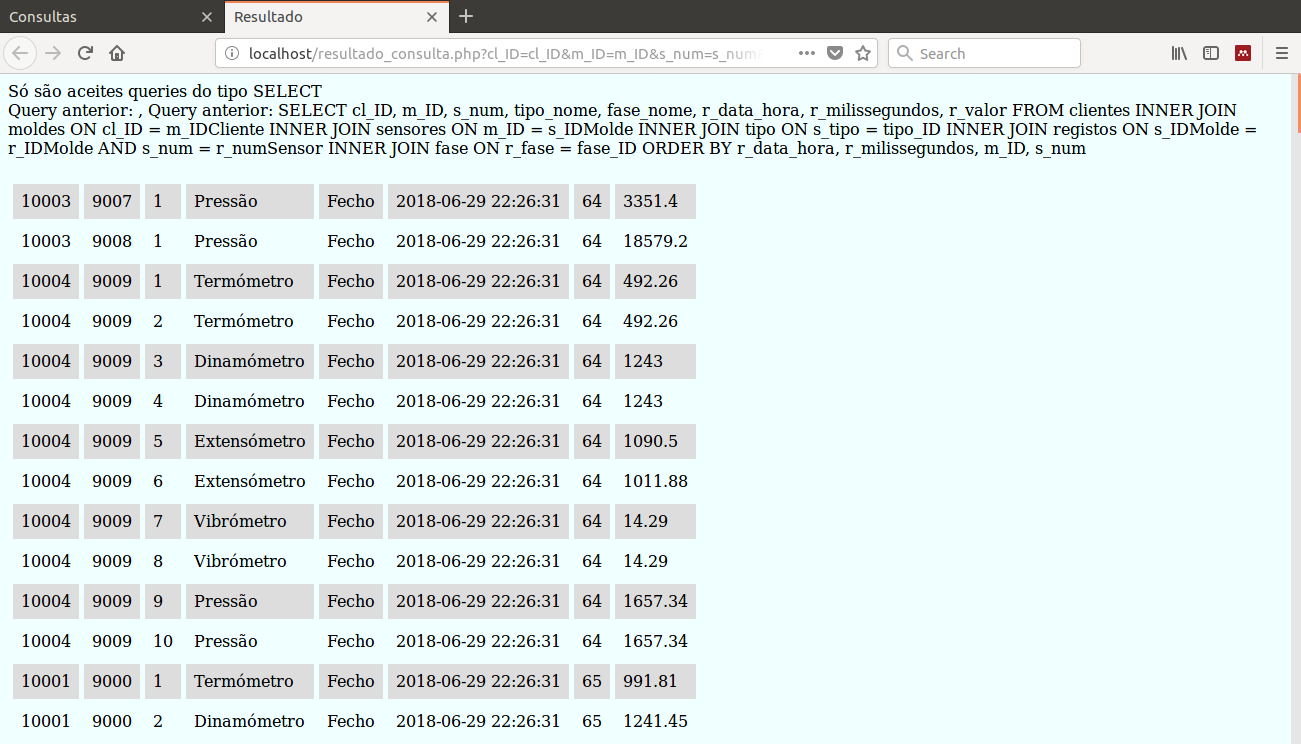 Consultas
Resultado
localhost/resultado_consulta.php?cl_ID=cl_ID&m_ID=m_ID&s_num=s_num
Search
Só são aceites queries do tipo SELECT
Query anterior: , Query anterior: SELECT cl_ID, m_ID, s_num, tipo_nome, fase_nome, r_data_hora, r_milissegundos, r_valor FROM clientes INNER JOIN
moldes ON cl_ID = m_IDCliente INNER JOIN sensores ON m_ID = s_IDMolde INNER JOIN tipo ON s_tipo = tipo_ID INNER JOIN registos ON s_IDMolde =
r_IDMolde AND s_num = r_numSensor INNER JOIN fase ON r_fase = fase_ID ORDER BY r_data_hora, r_milissegundos, m_ID, s_num
10003 9007 1 Pressão Fecho 2018-06-29 22:26:31 64 3351.4
10003 9008 1 Pressão Fecho 2018-06-29 22:26:31 64 18579.2
10004 9009 1 Termómetro Fecho 2018-06-29 22:26:31 64 492.26
10004 9009 2 Termómetro Fecho 2018-06-29 22:26:31 64 492.26
10004 9009 3 Dinamómetro Fecho 2018-06-29 22:26:31 64 1243
10004 9009 4 Dinamómetro Fecho 2018-06-29 22:26:31 64 1243
10004 9009 5 Extensómetro Fecho 2018-06-29 22:26:31 64 1090.5
10004 9009 6 Extensómetro Fecho 2018-06-29 22:26:31 64 1011.88
10004 9009 7 Vibrómetro Fecho 2018-06-29 22:26:31 64 14.29
10004 9009 8 Vibrómetro Fecho 2018-06-29 22:26:31 64 14.29
10004 9009 9 Pressão Fecho 2018-06-29 22:26:31 64 1657.34
10004 9009 10 Pressão Fecho 2018-06-29 22:26:31 64 1657.34
10001 9000 1 Termómetro Fecho 2018-06-29 22:26:31 65 991.81
10001 9000 2 Dinamómetro Fecho 2018-06-29 22:26:31 65 1241.45